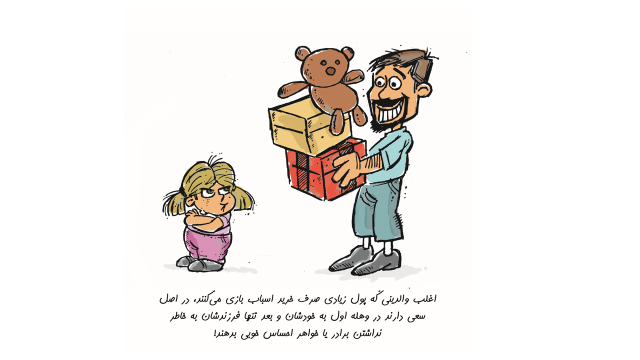 اغلب والدینی که پول زیادی صرف خرید اسباب بازی می‌کنند، در اصل
سعی دارند در وهله اول به خودشان و بعد تنها فرزندشان به خاطر
نداشتن برادر یا خواهر احساس خوبی بدهند!